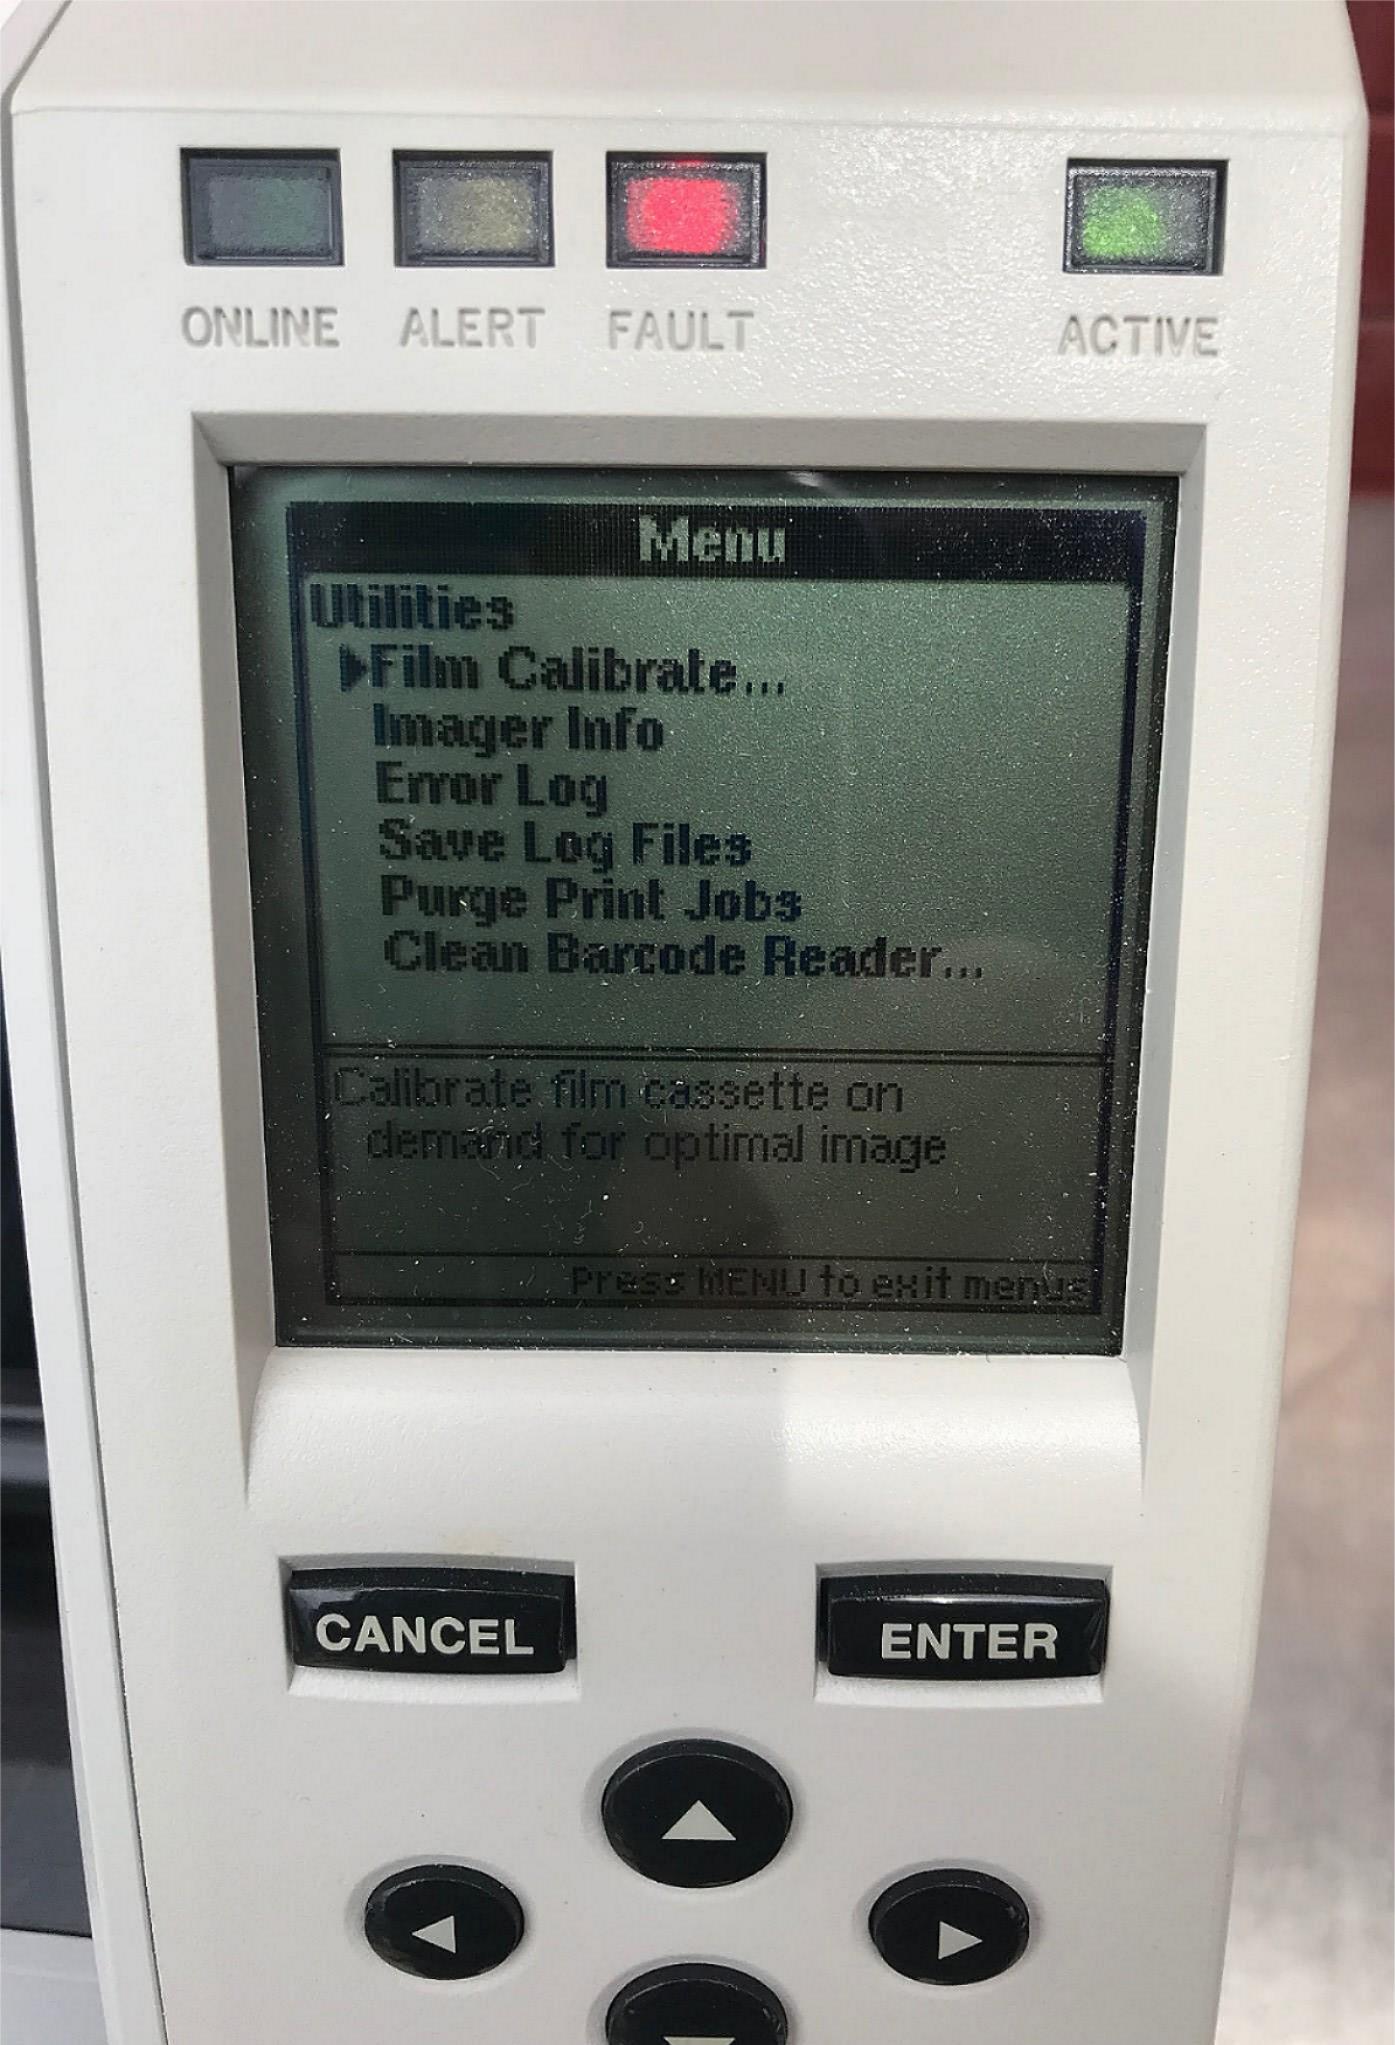 ONLINE ALERT FAULT ACTIVE
Menu
Utilities
Film Calibrate...
Imager Info
Error Log
Save Log Files
Purge Print Jobs
Clean Barcode Reader...
Calibrate film cassette on
demand for optimal image
Press MENU to exit menus
CANCEL ENTER